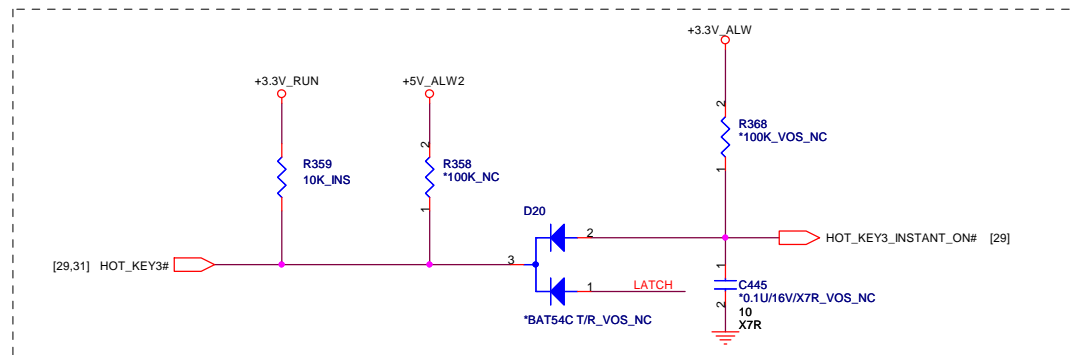 +3.3V_ALW
+3.3V_RUN
+5V_ALW2
2
R368
*100K_VOS_NC
1
R359
10K_INS
2
R358
*100K_NC
1
D20
2
HOT_KEY3_INSTANT_ON# [29]
[29,31] HOT_KEY3#
3
1
LATCH
*BAT54C T/R_VOS_NC
1
C445
*0.1U/16V/X7R_VOS_NC
2
10
X7R